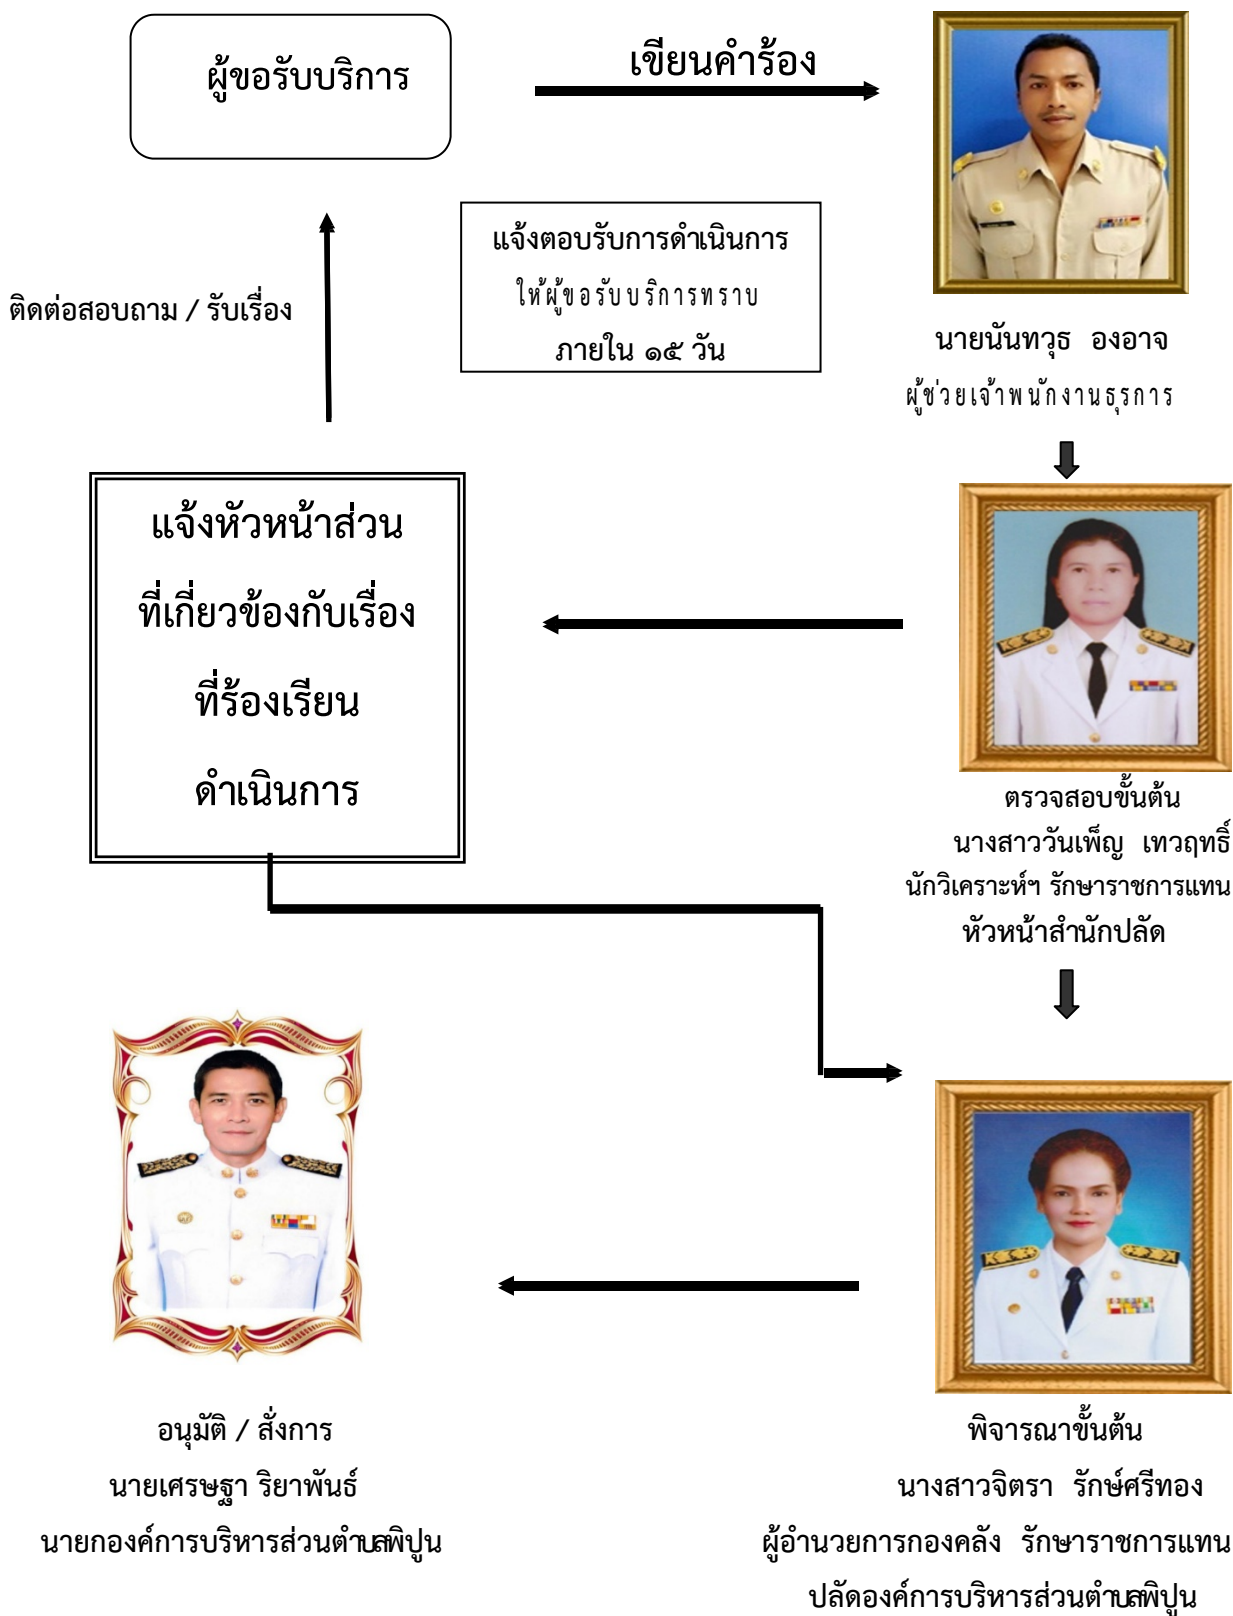 ผู้ขอรับบริการ
เขียนคำร้อง
แจ้งตอบรับการดำเนินการ
ให้ผู้ขอรับบริการทราบ
ภายใน ๑๕ วัน
ติดต่อสอบถาม / รับเรื่อง
นายนันทวุธ องอาจ
ผู้ช่วยเจ้าพนักงานธุรการ
แจ้งหัวหน้าส่วน
ที่เกี่ยวข้องกับเรื่อง
ที่ร้องเรียน
ดำเนินการ
ตรวจสอบขั้นต้น
นางสาววันเพ็ญ เทวฤทธิ์
นักวิเคราะห์ฯ รักษาราชการแทน
หัวหน้าสำนักปลัด
อนุมัติ / สั่งการ
นายเศรษฐา ริยาพันธ์
นายกองค์การบริหารส่วนตำบลพิปูน
พิจารณาขั้นต้น
นางสาวจิตรา รักษ์ศรีทอง
ผู้อำนวยการกองคลัง รักษาราชการแทน
ปลัดองค์การบริหารส่วนตำบลพิปูน